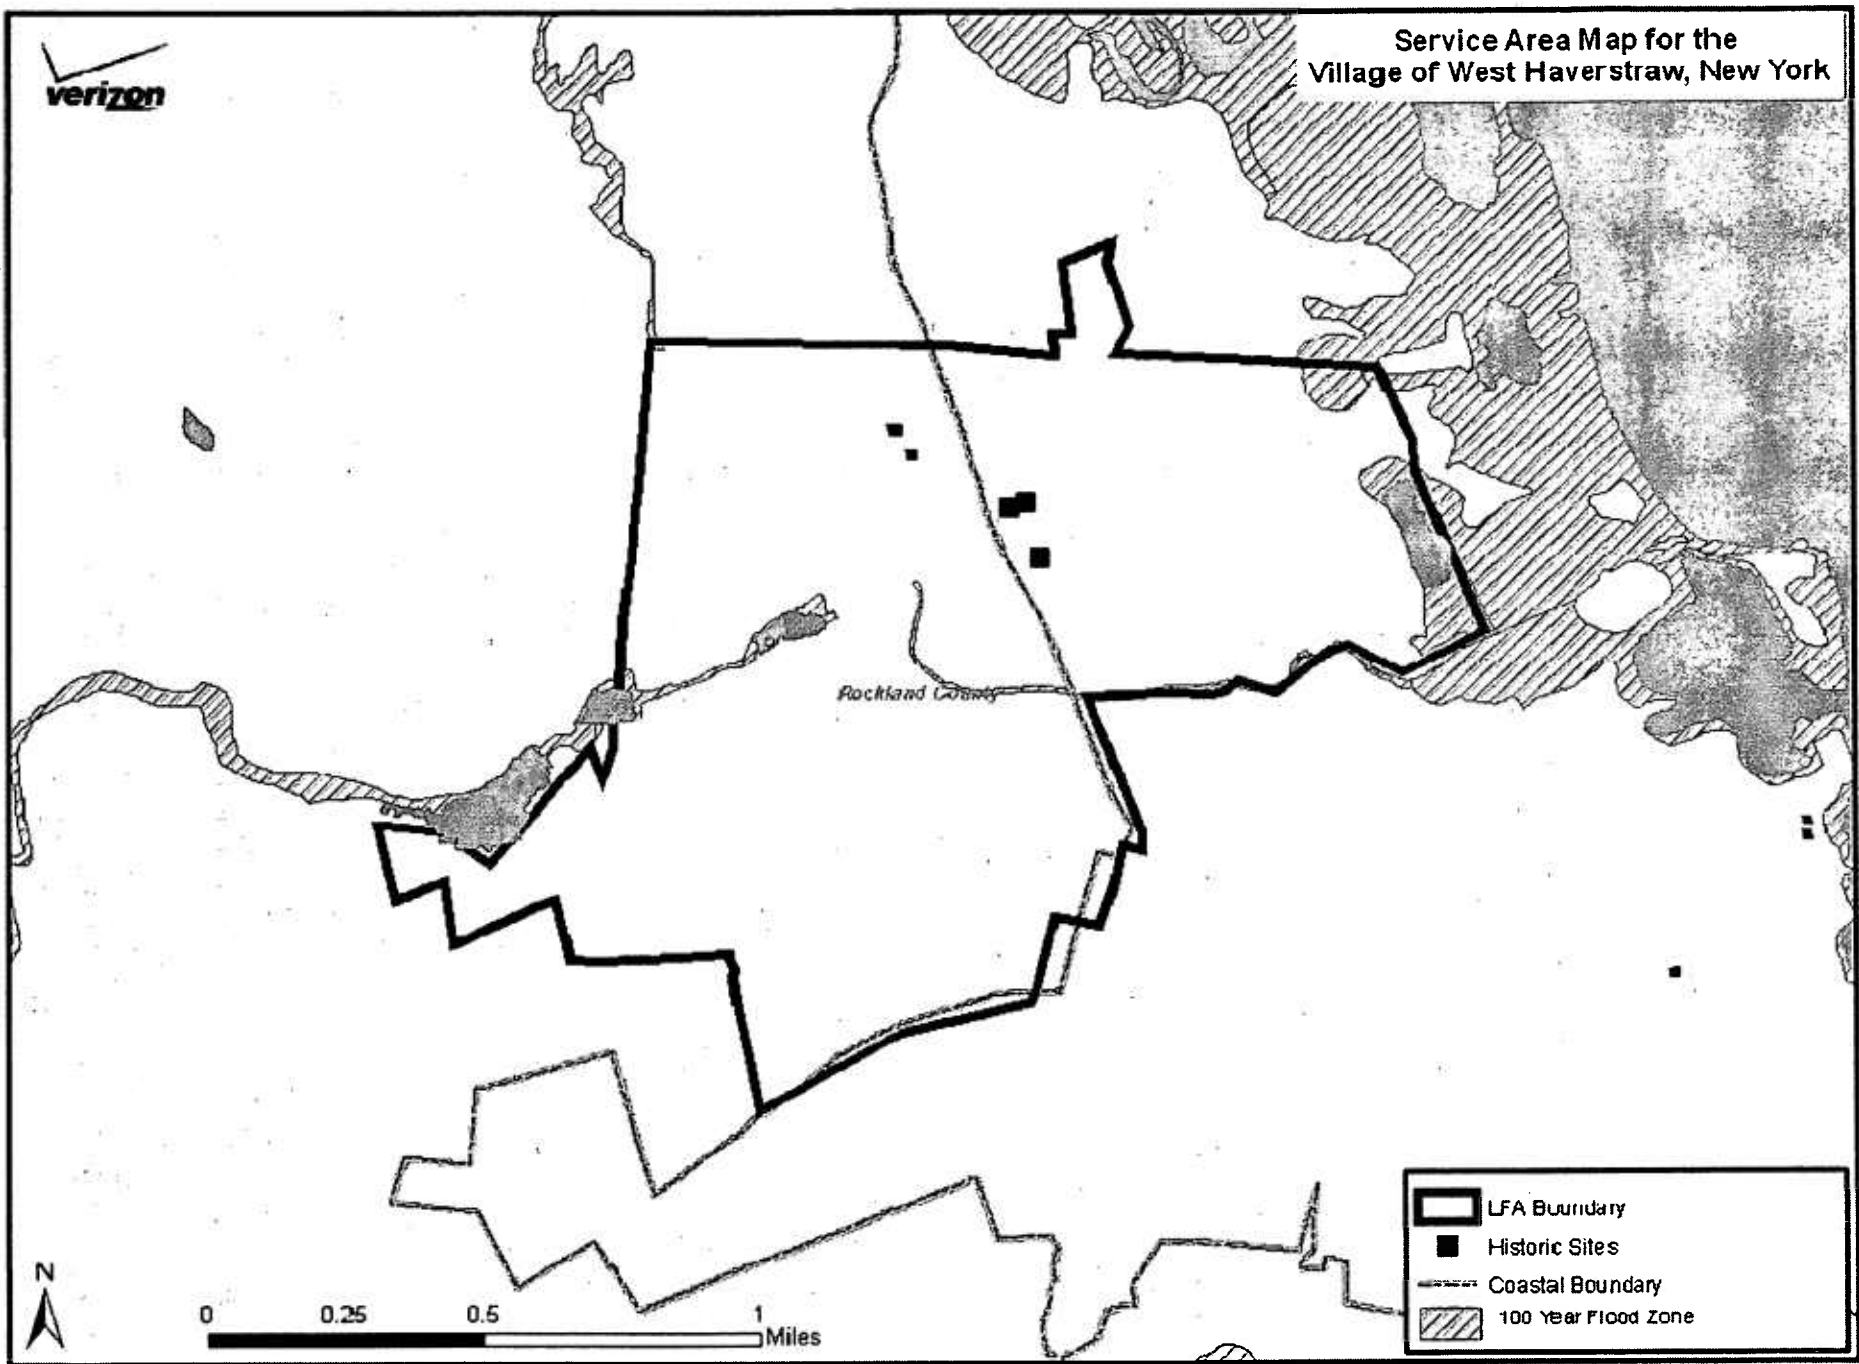 verizon
Service Area Map for the
Village of West Haverstraw, New York
Rockland County
LFA Boundary
Historic Sites
Coastal Boundary
100 Year Flood Zone
N
0 0.25 0.5 1
Miles